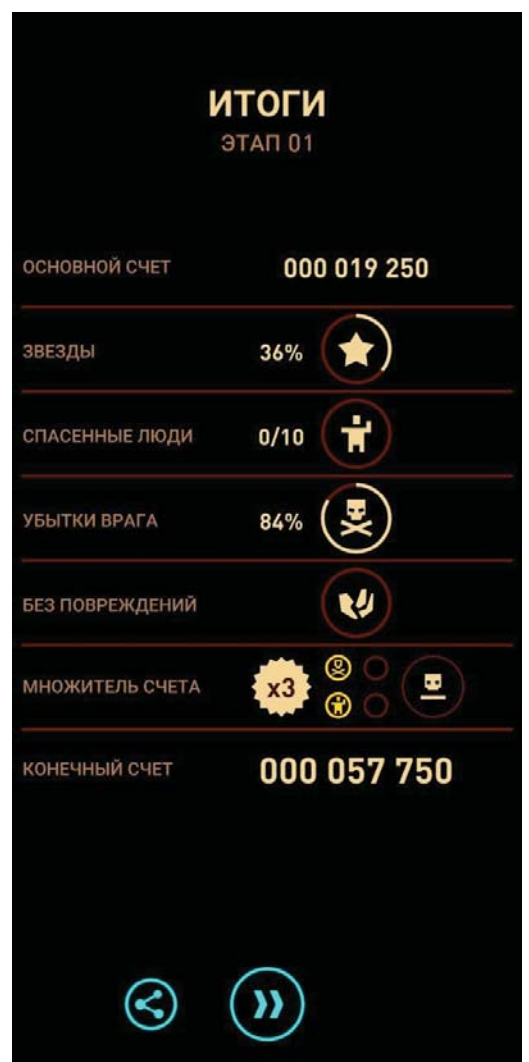 ИТОГИ
ЭТАП 01
ОСНОВНОЙ СЧЕТ 000 019 250
ЗВЕЗДЫ 36%
СПАСЕННЫЕ ЛЮДИ 0/10
УБЫТКИ ВРАГА 84%
БЕЗ ПОВРЕЖДЕНИЙ
МНОЖИТЕЛЬ СЧЕТА x3
КОНЕЧНЫЙ СЧЕТ 000 057 750